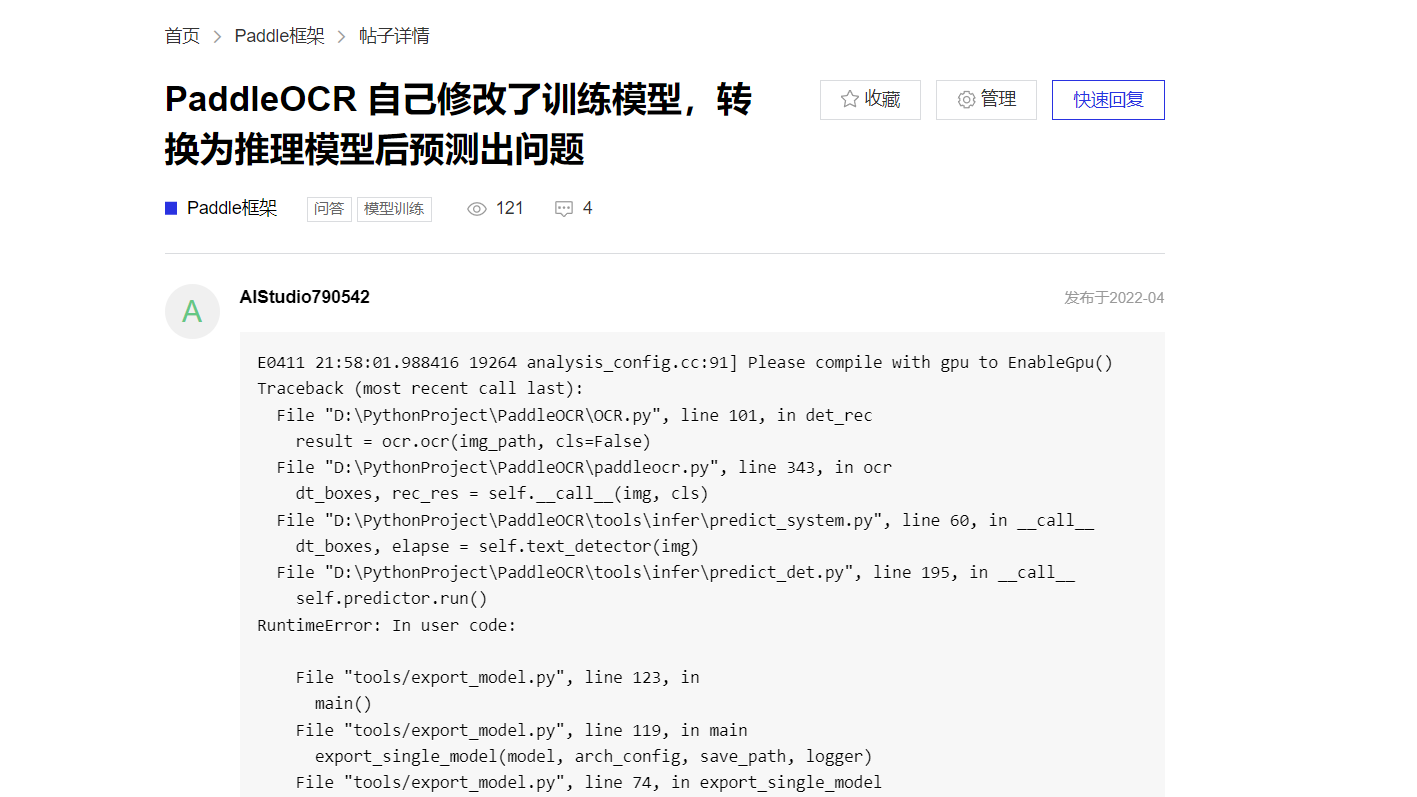 首页 > Paddle框架 > 帖子详情
PaddleOCR 自己修改了训练模型，转
换为推理模型后预测出问题
收藏 管理 快速回复
Paddle框架 问答 模型训练 121 4
A
AIStudio790542 发布于2022-04
E0411 21:58:01.988416 19264 analysis_config.cc:91] Please compile with gpu to EnableGpu()
Traceback (most recent call last):
  File "D:\PythonProject\PaddleOCR\OCR.py", line 101, in det_rec
    result = ocr.ocr(img_path, cls=False)
  File "D:\PythonProject\PaddleOCR\paddleocr.py", line 343, in ocr
    dt_boxes, rec_res = self.__call__(img, cls)
  File "D:\PythonProject\PaddleOCR\tools\infer\predict_system.py", line 60, in __call__
    dt_boxes, elapse = self.text_detector(img)
  File "D:\PythonProject\PaddleOCR\tools\infer\predict_det.py", line 195, in __call__
    self.predictor.run()
RuntimeError: In user code:
    File "tools/export_model.py", line 123, in
      main()
    File "tools/export_model.py", line 119, in main
      export_single_model(model, arch_config, save_path, logger)
    File "tools/export_model.py", line 74, in export_single_model